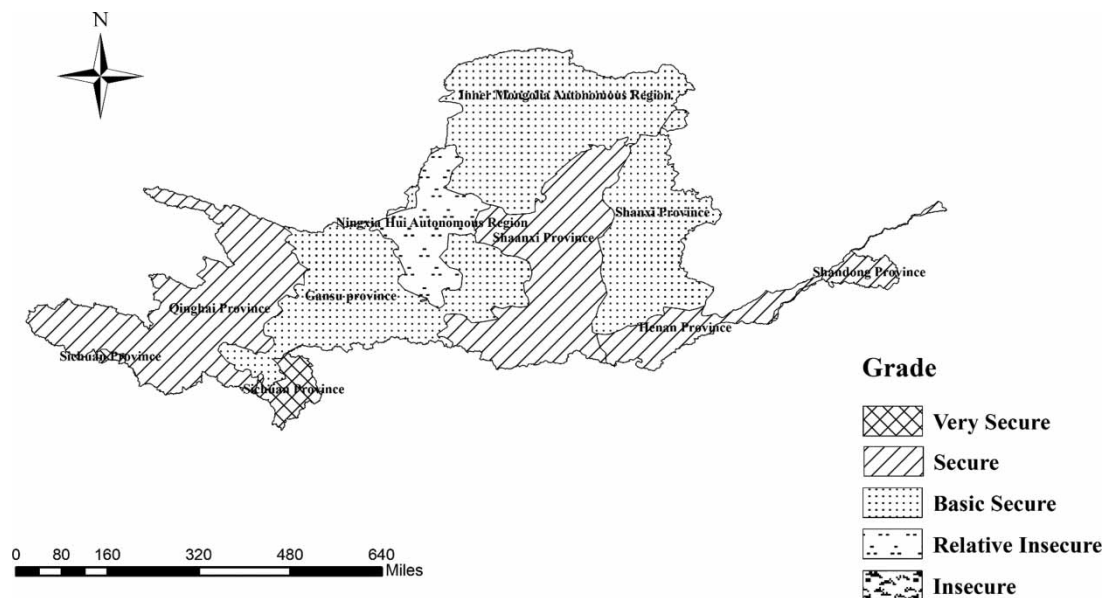 N
Inner Mongolia Autonomous Region
Ningxia Hui Autonomous Region
Shanxi Province
Shaanxi Province
Shandong Province
Gansu province
Qinghai Province
Henan Province
Sichuan Province
Sichuan Province
Grade
Very Secure
Secure
Basic Secure
Relative Insecure
Insecure
0 80 160 320 480 640
Miles